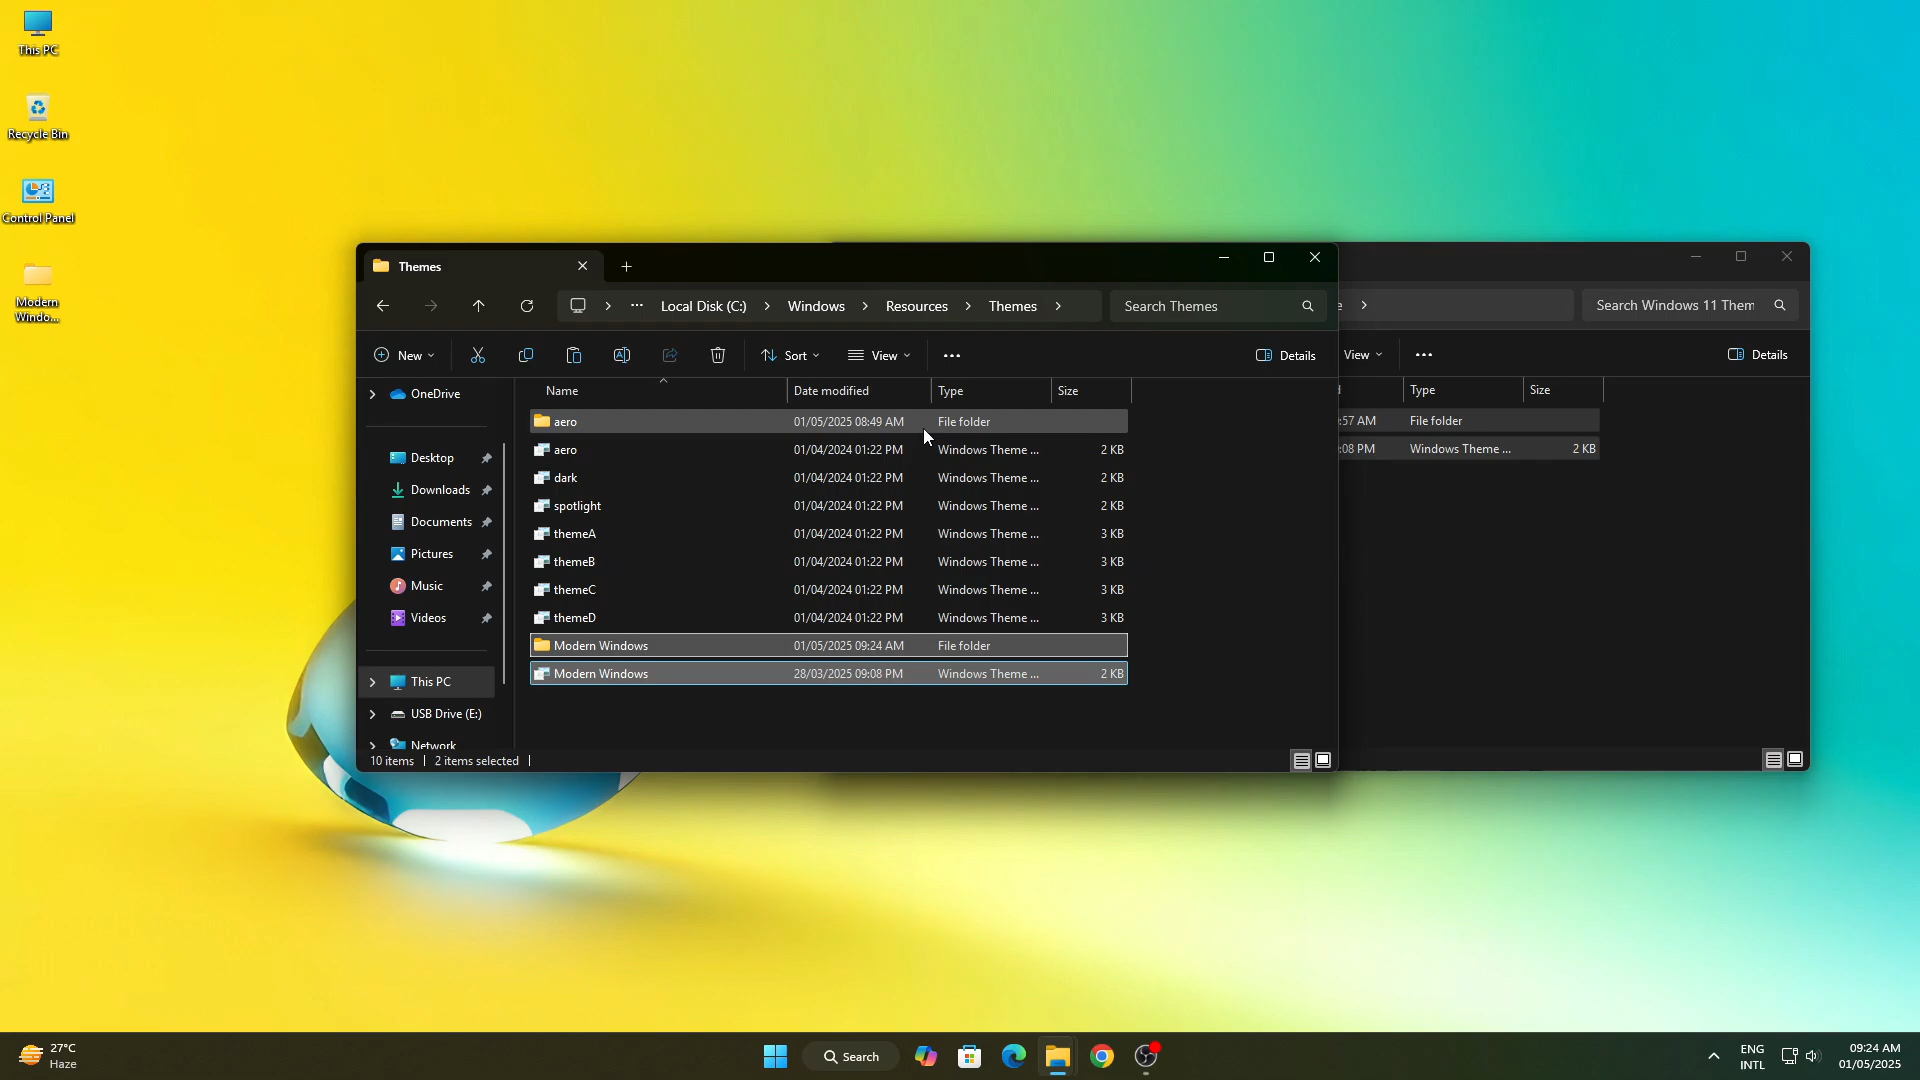 This PC
Recycle Bin
Control Panel
Modern
Windo...
Themes
Local Disk (C:)
Windows
Resources
Themes
Search Themes
New
Sort
View
Details
OneDrive
Desktop
Downloads
Documents
Pictures
Music
Videos
This PC
USB Drive (E:)
Network
Name Date modified Type Size
aero 01/05/2025 08:49 AM File folder
aero 01/04/2024 01:22 PM Windows Theme ... 2 KB
dark 01/04/2024 01:22 PM Windows Theme ... 2 KB
spotlight 01/04/2024 01:22 PM Windows Theme ... 2 KB
themeA 01/04/2024 01:22 PM Windows Theme ... 3 KB
themeB 01/04/2024 01:22 PM Windows Theme ... 3 KB
themeC 01/04/2024 01:22 PM Windows Theme ... 3 KB
themeD 01/04/2024 01:22 PM Windows Theme ... 3 KB
Modern Windows 01/05/2025 09:24 AM File folder
Modern Windows 28/03/2025 09:08 PM Windows Theme ... 2 KB
10 items 2 items selected
Search Windows 11 Them
View
Details
Type Size
:57 AM File folder
:08 PM Windows Theme ... 2 KB
27°C
Haze
Search
ENG
INTL
09:24 AM
01/05/2025